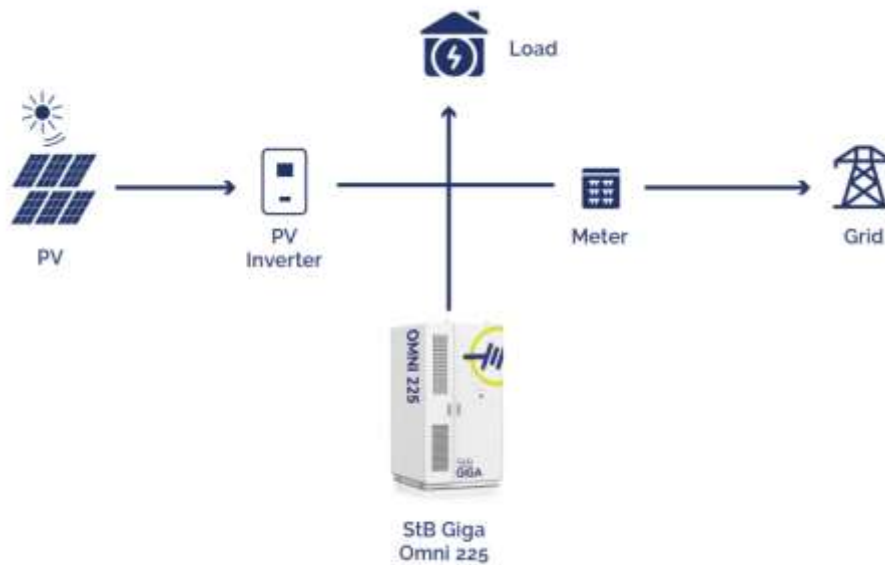 Load
PV
PV
Inverter
Meter
Grid
OMNI 225
GIGA
StB Giga
Omni 225